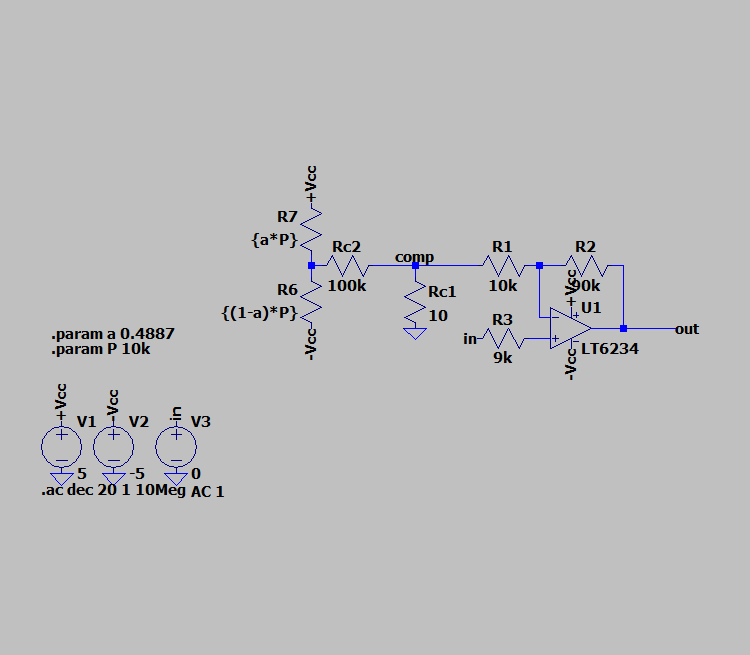 +Vcc
R7
{a*P}
Rc2
100k
comp
R1
10k
R2
90k
+Vcc
U1
LT6234
-Vcc
out
R6
{(1-a)*P}
-Vcc
Rc1
10
R3
in
9k
.param a 0.4887
.param P 10k
+Vcc
V1
5
-Vcc
V2
-5
in
V3
0
.ac dec 20 1 10Meg
AC 1